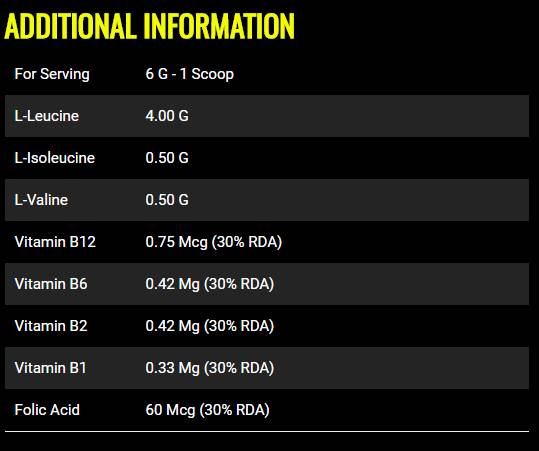 ADDITIONAL INFORMATION
For Serving 6 G - 1 Scoop
L-Leucine 4.00 G
L-Isoleucine 0.50 G
L-Valine 0.50 G
Vitamin B12 0.75 Mcg (30% RDA)
Vitamin B6 0.42 Mg (30% RDA)
Vitamin B2 0.42 Mg (30% RDA)
Vitamin B1 0.33 Mg (30% RDA)
Folic Acid 60 Mcg (30% RDA)